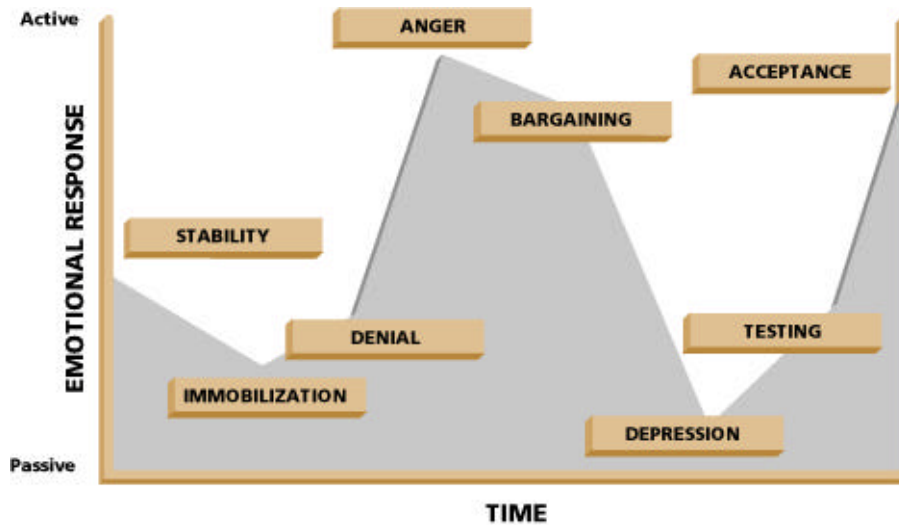 Active
ANGER
ACCEPTANCE
BARGAINING
EMOTIONAL RESPONSE
STABILITY
DENIAL
TESTING
IMMOBILIZATION
DEPRESSION
Passive
TIME